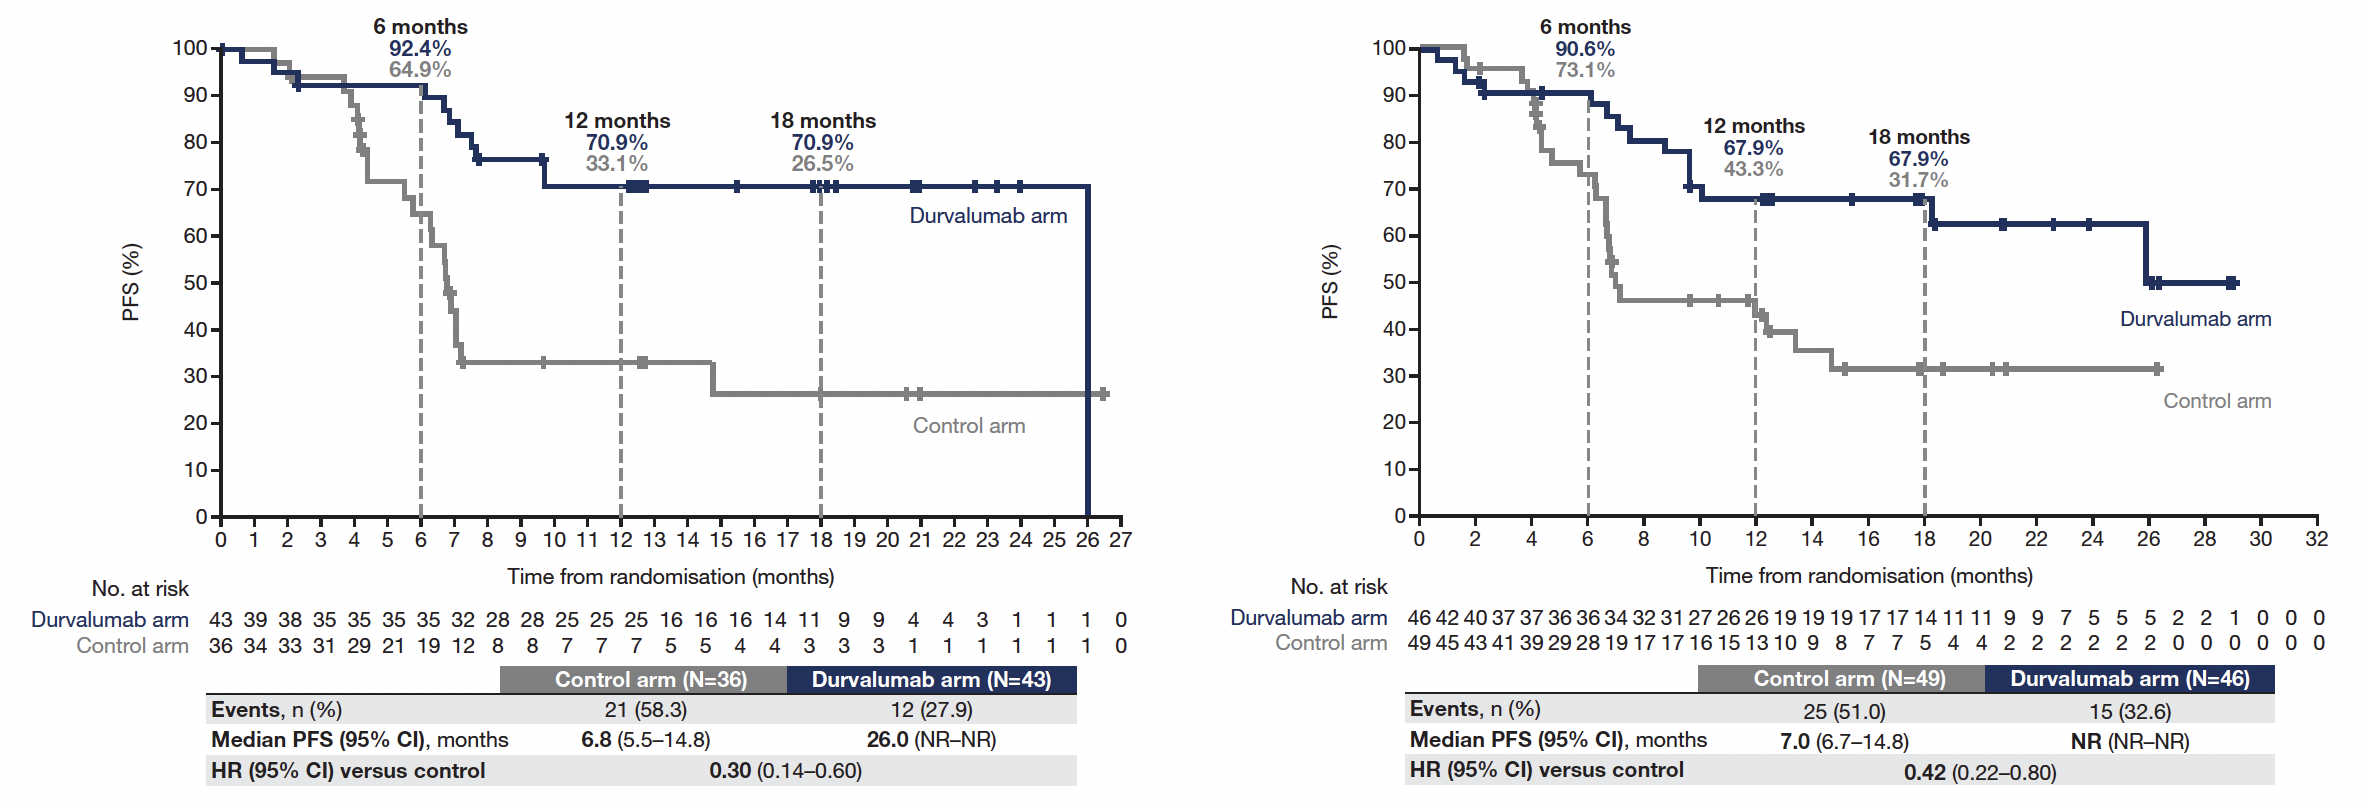 6 months
92.4%
64.9%
12 months
70.9%
33.1%
18 months
70.9%
26.5%
100
90
80
70
60
50
40
30
20
10
0
PFS (%)
Durvalumab arm
Control arm
0 1 2 3 4 5 6 7 8 9 10 11 12 13 14 15 16 17 18 19 20 21 22 23 24 25 26 27
Time from randomisation (months)
No. at risk
Durvalumab arm 43 39 38 35 35 35 35 32 28 28 25 25 25 16 16 16 14 11 9 9 4 4 3 1 1 1 0
Control arm 36 34 33 31 29 21 19 12 8 8 7 7 7 5 5 4 4 3 3 3 1 1 1 1 1 1 0
Control arm (N=36) Durvalumab arm (N=43)
Events, n (%) 21 (58.3) 12 (27.9)
Median PFS (95% CI), months 6.8 (5.5–14.8) 26.0 (NR–NR)
HR (95% CI) versus control 0.30 (0.14–0.60)
6 months
90.6%
73.1%
12 months
67.9%
43.3%
18 months
67.9%
31.7%
100
90
80
70
60
50
40
30
20
10
0
PFS (%)
Durvalumab arm
Control arm
0 2 4 6 8 10 12 14 16 18 20 22 24 26 28 30 32
Time from randomisation (months)
No. at risk
Durvalumab arm 46 42 40 37 37 36 36 34 32 31 27 26 26 19 19 19 17 17 14 11 11 9 9 7 5 5 5 2 2 1 0 0 0
Control arm 49 45 43 41 39 29 28 19 17 17 16 15 13 10 9 8 7 7 5 4 4 2 2 2 2 2 2 0 0 0 0 0 0
Control arm (N=49) Durvalumab arm (N=46)
Events, n (%) 25 (51.0) 15 (32.6)
Median PFS (95% CI), months 7.0 (6.7–14.8) NR (NR–NR)
HR (95% CI) versus control 0.42 (0.22–0.80)